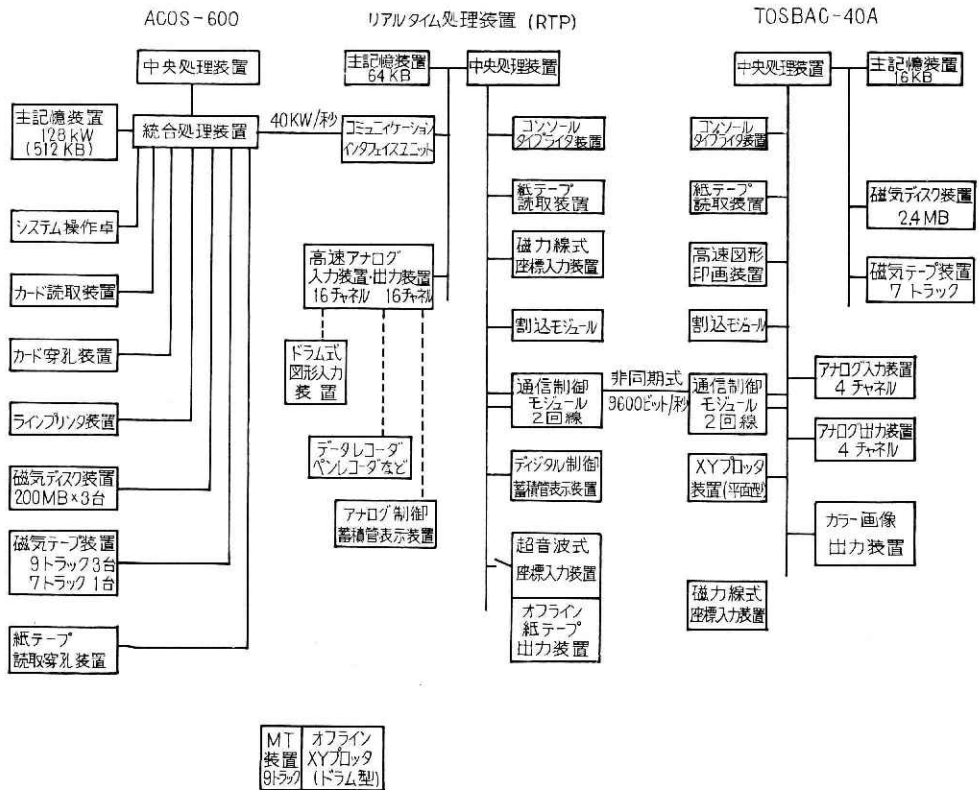 ACOS-600
中央処理装置
主記憶装置
128kW
(512KB)
統合処理装置
40KW/秒
システム操作卓
カード読取装置
カード穿孔装置
ラインプリンタ装置
磁気ディスク装置
200MB×3台
磁気テープ装置
9トラック3台
7トラック1台
紙テープ
読取穿孔装置
MT
装置
9トラック
オフライン
XYプロッタ
(ドラム型)
リアルタイム処理装置 (RTP)
主記憶装置
64KB
中央処理装置
コミュニケーション
インタフェイスユニット
高速アナログ
入力装置・出力装置
16チャネル 16チャネル
ドラム式
図形入力
装置
データレコーダ
ペンレコーダなど
アナログ制御
蓄積管表示装置
コンソール
タイプライタ装置
紙テープ
読取装置
磁力線式
座標入力装置
割込モジュール
通信制御
モジュール
2回線
非同期式
9600ビット/秒
ディジタル制御
蓄積管表示装置
超音波式
座標入力装置
オフライン
紙テープ
出力装置
TOSBAC-40A
中央処理装置
主記憶装置
16KB
コンソール
タイプライタ装置
紙テープ
読取装置
高速図形
印画装置
割込モジュール
通信制御
モジュール
2回線
XYプロッタ
装置(平面型)
磁力線式
座標入力装置
磁気ディスク装置
2.4MB
磁気テープ装置
7トラック
アナログ入力装置
4チャネル
アナログ出力装置
4チャネル
カラー画像
出力装置